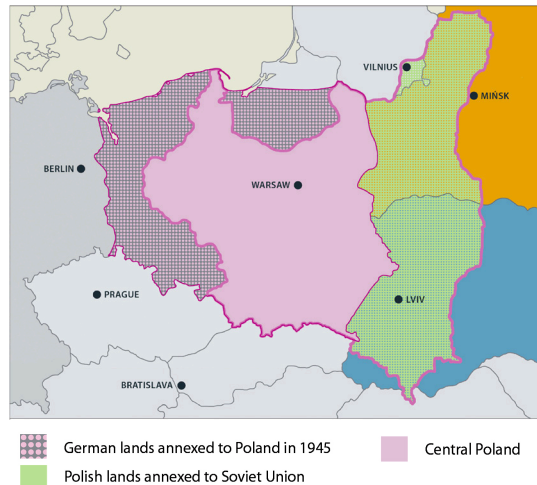 VILNIUS
MIŃSK
BERLIN
WARSAW
PRAGUE
LVIV
BRATISLAVA
German lands annexed to Poland in 1945
Central Poland
Polish lands annexed to Soviet Union